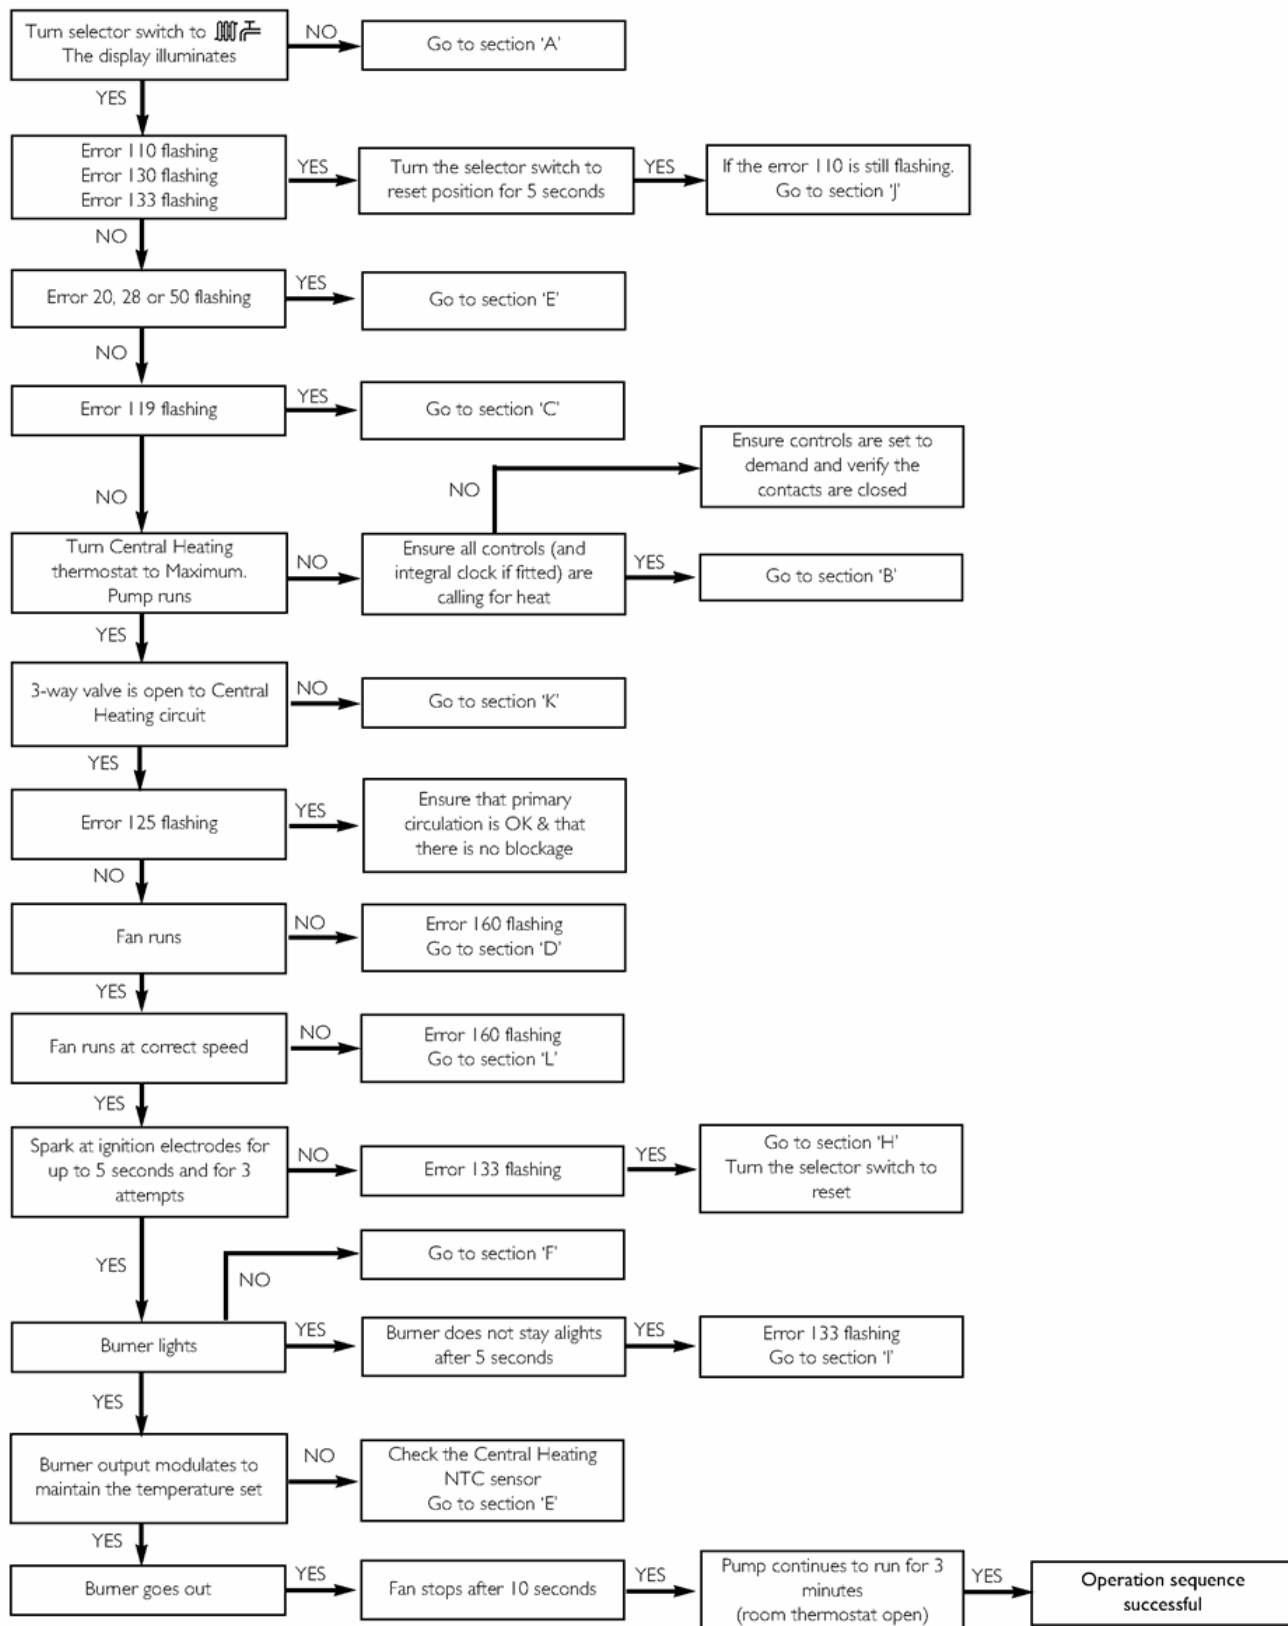 Turn selector switch to
The display illuminates
NO
Go to section ‘A’
YES
Error 110 flashing
Error 130 flashing
Error 133 flashing
YES
Turn the selector switch to
reset position for 5 seconds
YES
If the error 110 is still flashing.
Go to section ‘J’
NO
Error 20, 28 or 50 flashing
YES
Go to section ‘E’
NO
Error 119 flashing
YES
Go to section ‘C’
NO
Turn Central Heating
thermostat to Maximum.
Pump runs
NO
Ensure all controls (and
integral clock if fitted) are
calling for heat
NO
Ensure controls are set to
demand and verify the
contacts are closed
YES
Go to section ‘B’
YES
3-way valve is open to Central
Heating circuit
NO
Go to section ‘K’
YES
Error 125 flashing
YES
Ensure that primary
circulation is OK & that
there is no blockage
NO
Fan runs
NO
Error 160 flashing
Go to section ‘D’
YES
Fan runs at correct speed
NO
Error 160 flashing
Go to section ‘L’
YES
Spark at ignition electrodes for
up to 5 seconds and for 3
attempts
NO
Error 133 flashing
YES
Go to section ‘H’
Turn the selector switch to
reset
YES
NO
Go to section ‘F’
Burner lights
YES
Burner does not stay alights
after 5 seconds
YES
Error 133 flashing
Go to section ‘I’
YES
Burner output modulates to
maintain the temperature set
NO
Check the Central Heating
NTC sensor
Go to section ‘E’
YES
Burner goes out
YES
Fan stops after 10 seconds
YES
Pump continues to run for 3
minutes
(room thermostat open)
YES
Operation sequence
successful